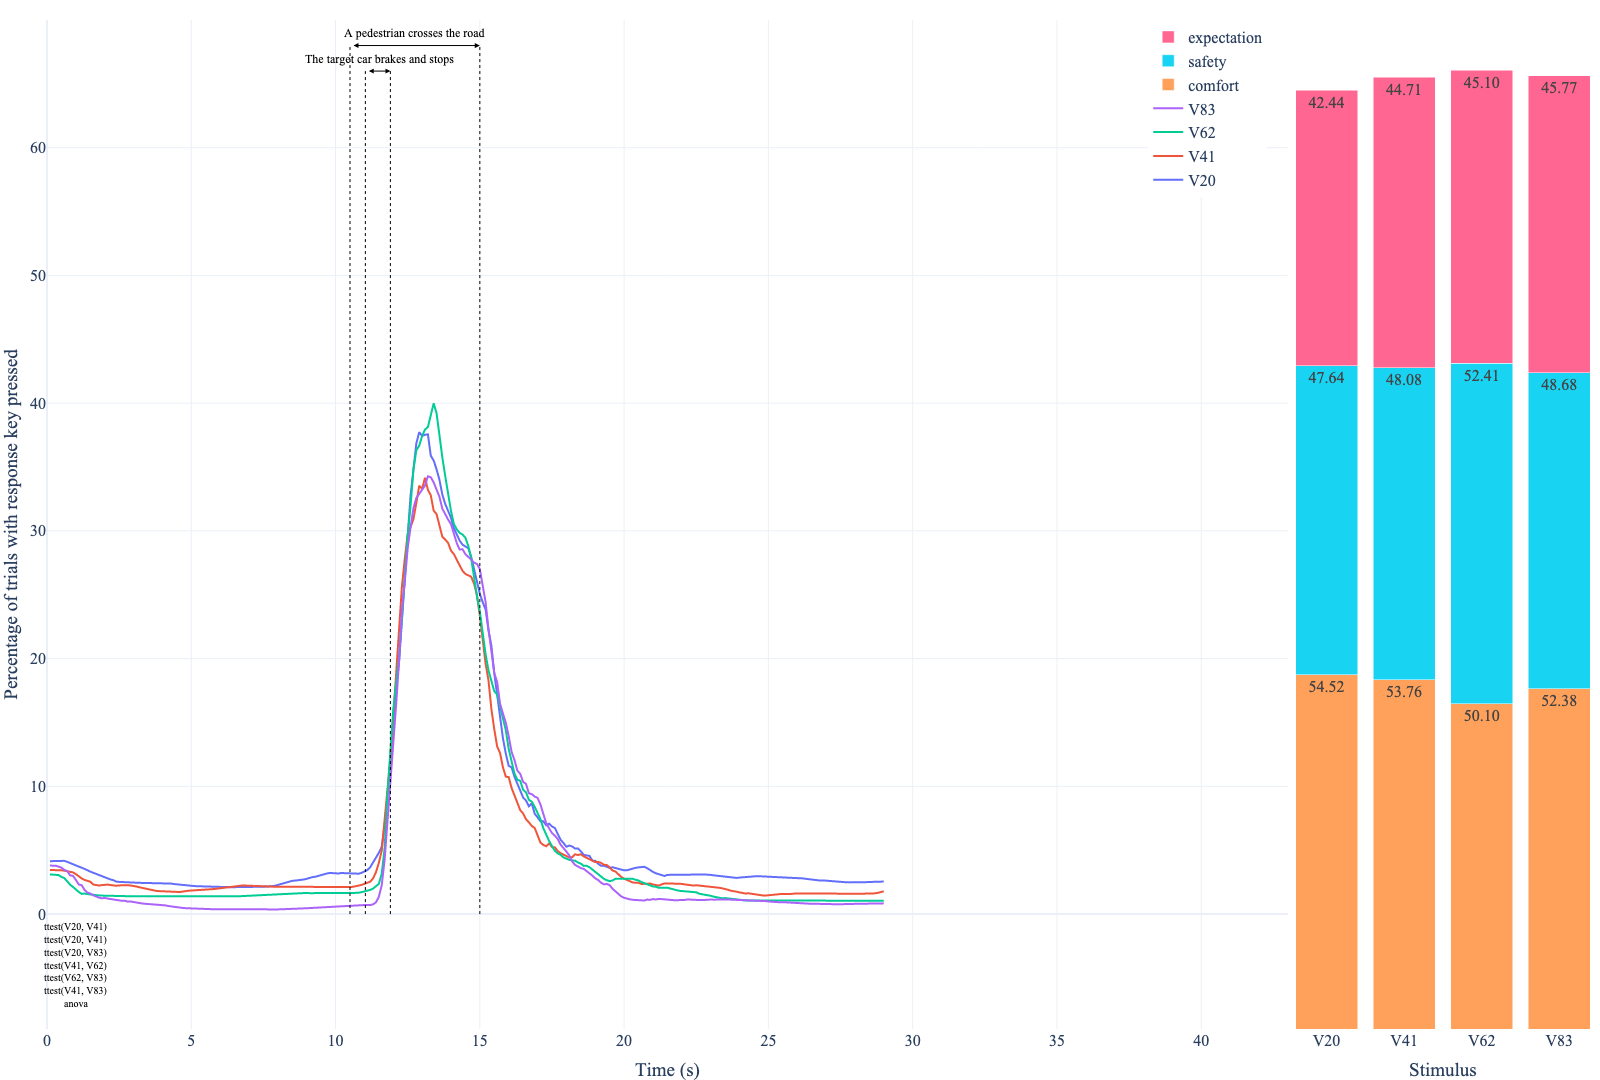 A pedestrian crosses the road
The target car brakes and stops
expectation
safety
comfort
V83
V62
V41
V20
Percentage of trials with response key pressed
60
50
40
30
20
10
0
ttest(V20, V41)
ttest(V20, V41)
ttest(V20, V83)
ttest(V41, V62)
ttest(V62, V83)
ttest(V41, V83)
anova
0 5 10 15 20 25 30 35 40
Time (s)
42.44 44.71 45.10 45.77
47.64 48.08 52.41 48.68
54.52 53.76 50.10 52.38
V20 V41 V62 V83
Stimulus